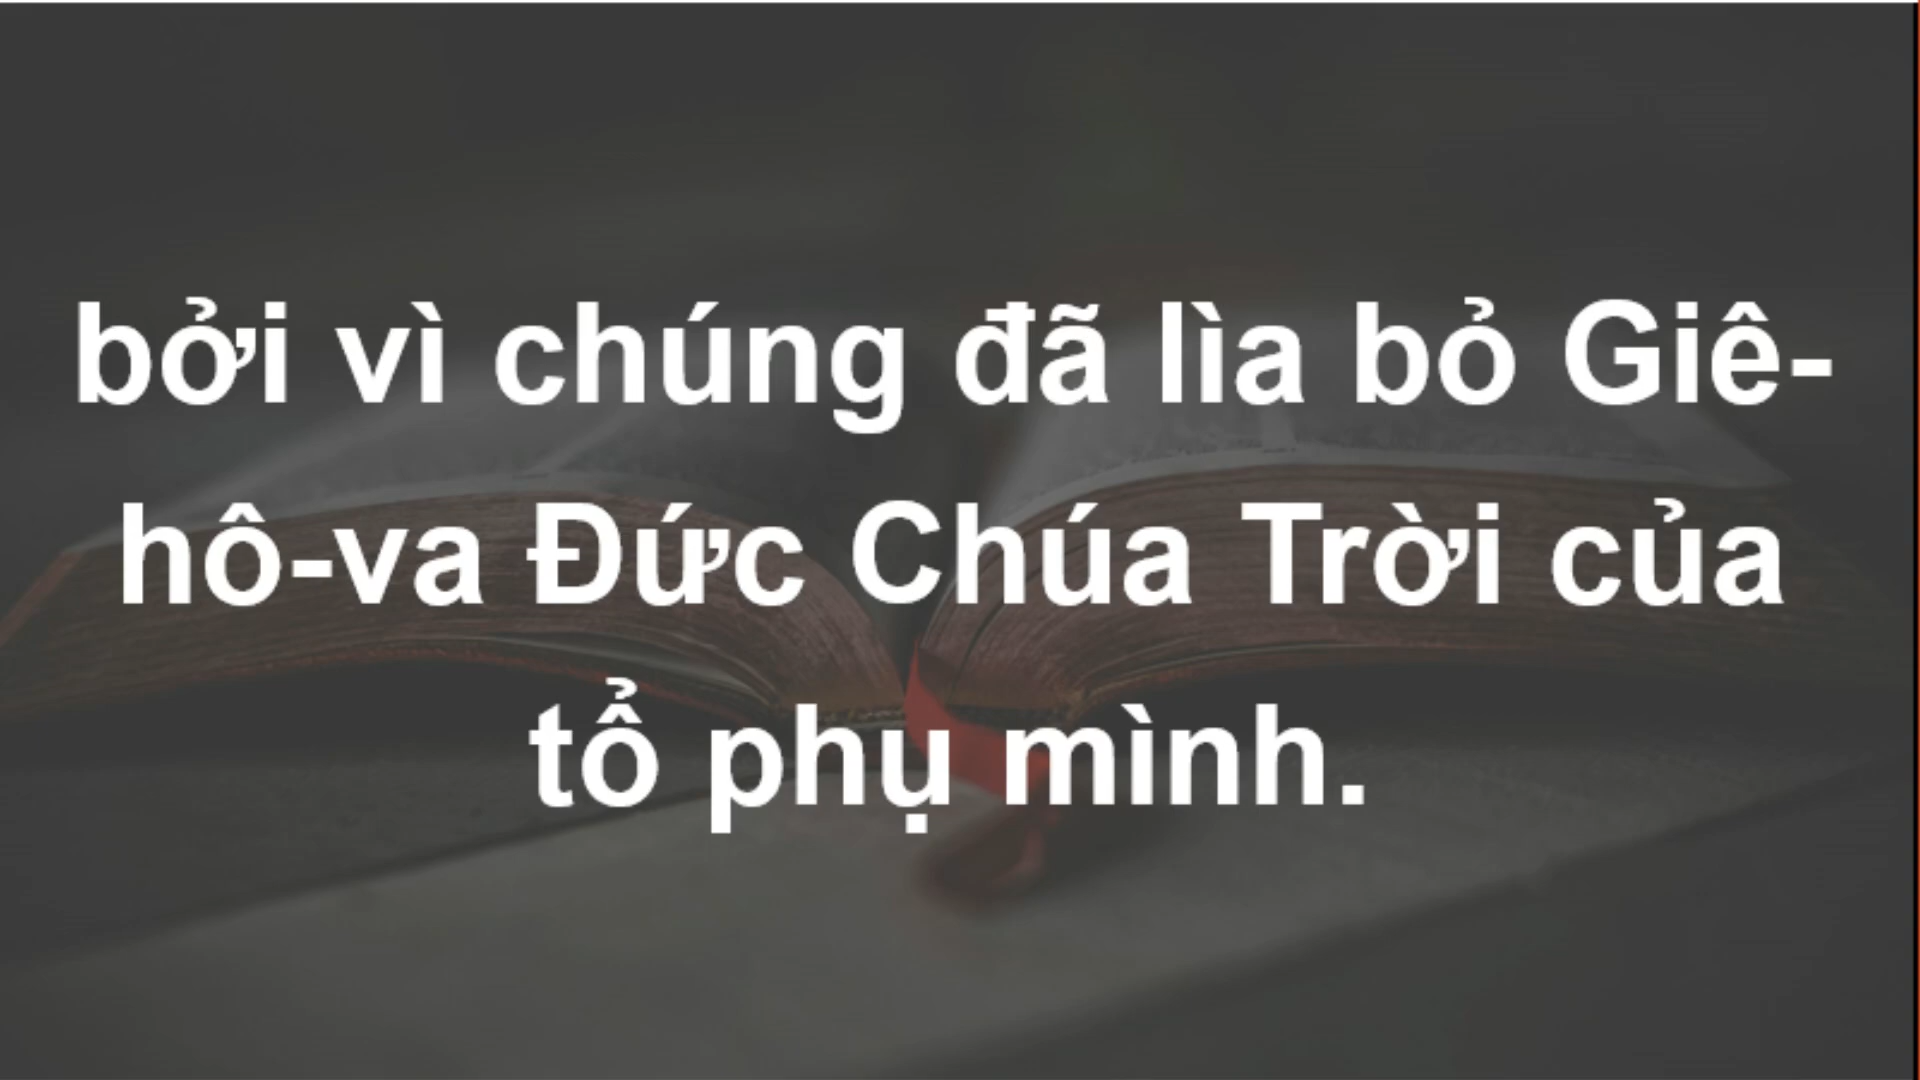 bởi vì chúng đã lìa bỏ Giê-
hô-va Đức Chúa Trời của
tổ phụ mình.